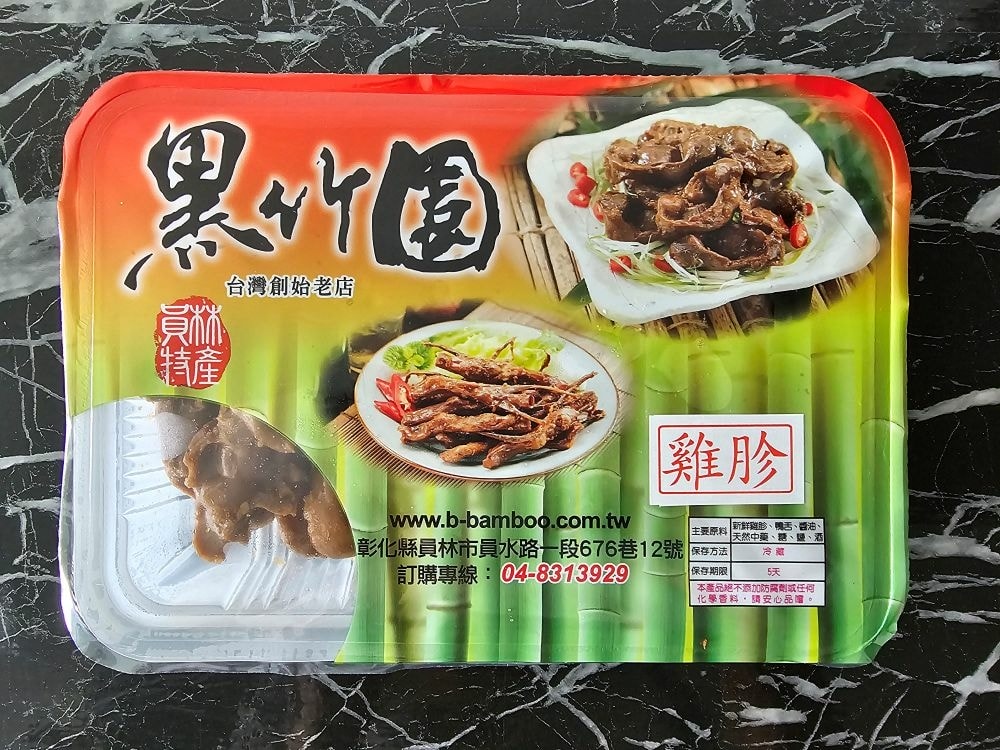 黑竹園
台灣創始老店
員林
特產
雞胗
www.b-bamboo.com.tw
彰化縣員林市員水路一段676巷12號
訂購專線：04-8313929
主要原料 新鮮雞胗、鴨舌、醬油、
天然中藥、糖、鹽、酒
保存方法 冷藏
保存期限 5天
本產品絕不添加防腐劑或任何
化學香料，請安心品嚐。